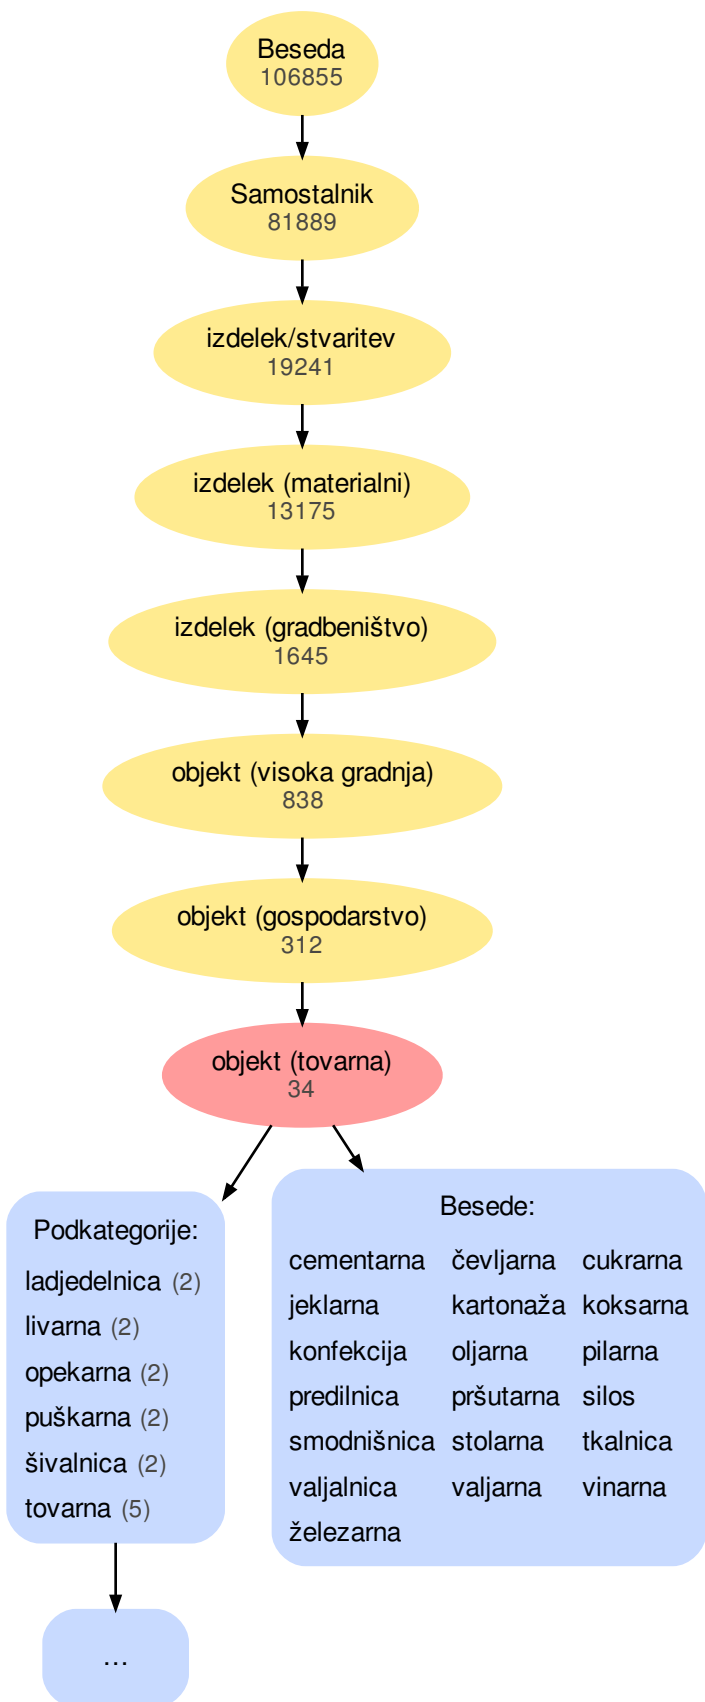 Beseda
106855
Samostalnik
81889
izdelek/stvaritev
19241
izdelek (materialni)
13175
izdelek (gradbeništvo)
1645
objekt (visoka gradnja)
838
objekt (gospodarstvo)
312
objekt (tovarna)
34
Podkategorije:
ladjedelnica (2)
livarna (2)
opekarna (2)
puškarna (2)
šivalnica (2)
tovarna (5)
...
Besede:
cementarna čevljarna cukrarna
jeklarna kartonaža koksarna
konfekcija oljarna pilarna
predilnica pršutarna silos
smodnišnica stolarna tkalnica
valjalnica valjarna vinarna
železarna